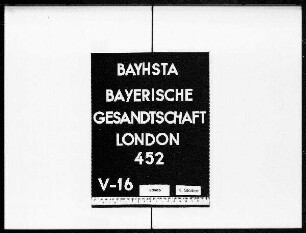 BAYHSTA
BAYERISCHE
GESANDTSCHAFT
LONDON
452
V-16